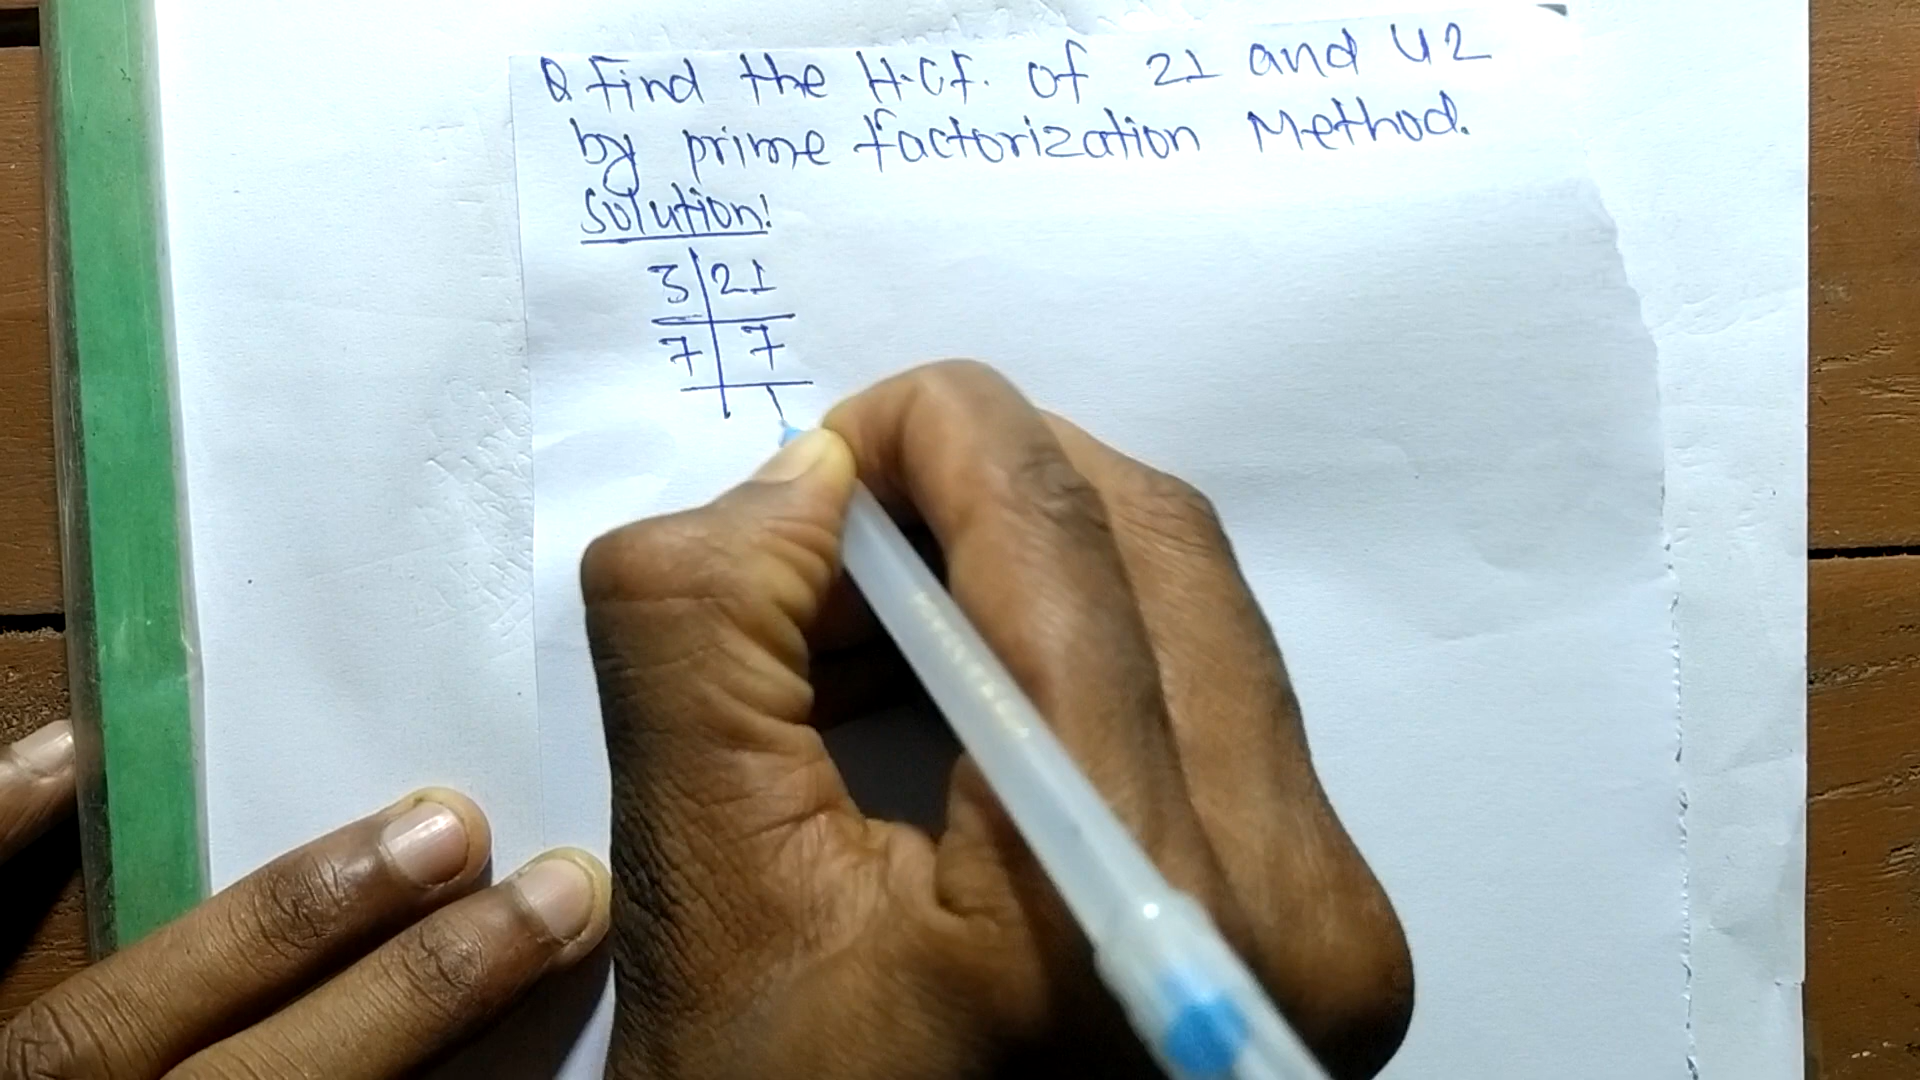 Q Find the H.C.F. of 21 and 42
by prime factorization Method.
Solution:
3 21
7 7
1